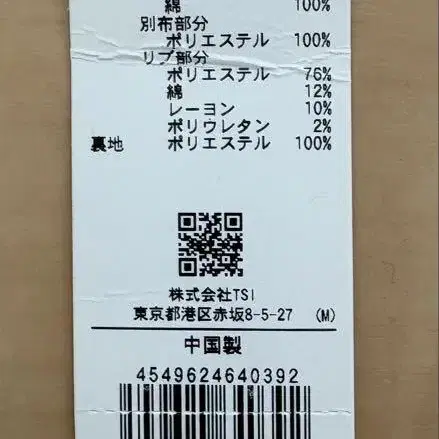 綿 100%
別布部分
ポリエステル 100%
リブ部分
ポリエステル 76%
綿 12%
レーヨン 10%
ポリウレタン 2%
裏地 ポリエステル 100%
株式会社TSI
東京都港区赤坂8-5-27 (M)
中国製
4549624640392